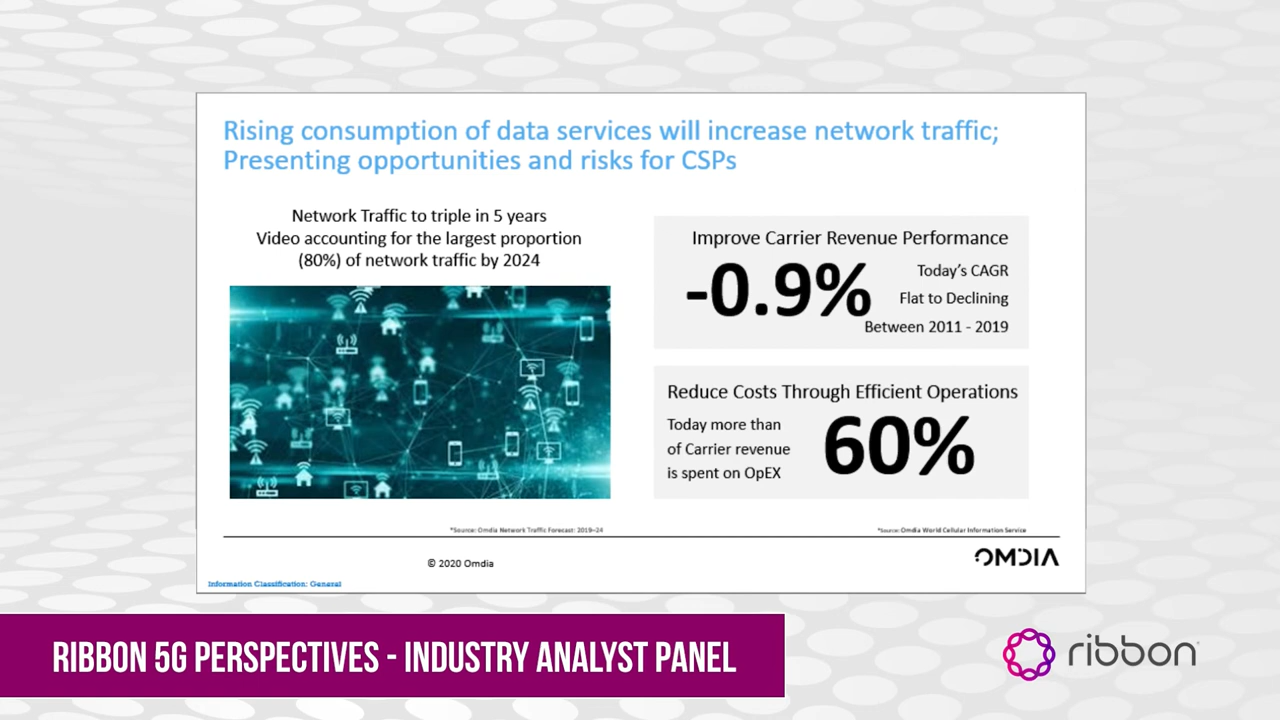 Rising consumption of data services will increase network traffic;
Presenting opportunities and risks for CSPs
Network Traffic to triple in 5 years
Video accounting for the largest proportion
(80%) of network traffic by 2024
Improve Carrier Revenue Performance
-0.9%
Today's CAGR
Flat to Declining
Between 2011 - 2019
Reduce Costs Through Efficient Operations
Today more than
of Carrier revenue
is spent on OpEX
60%
*Source: Omdia Network Traffic Forecast: 2019–24
*Source: Omdia World Cellular Information Service
© 2020 Omdia
OMDIA
Information Classification: General
RIBBON 5G PERSPECTIVES - INDUSTRY ANALYST PANEL
ribbon